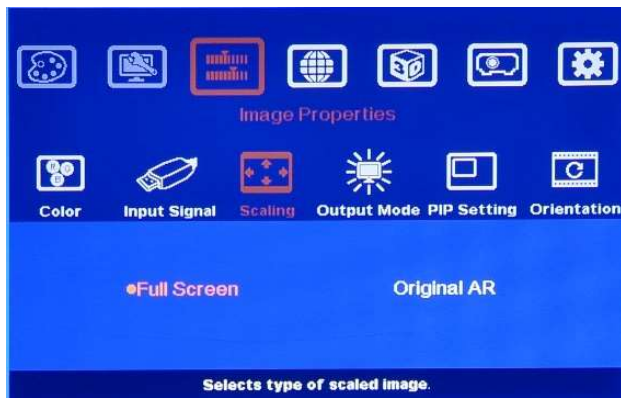 3D
Image Properties
R G B
Color Input Signal Scaling Output Mode PIP Setting Orientation
Full Screen Original AR
Selects type of scaled image.